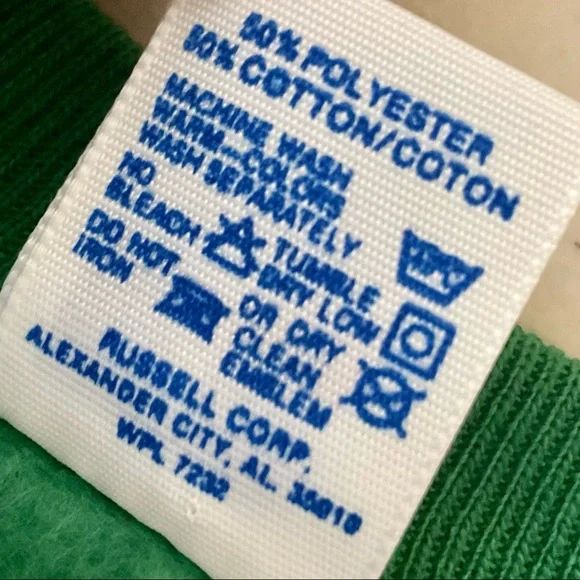 50% POLYESTER
50% COTTON/COTON
MACHINE WASH
WARM—COLORS
WASH SEPARATELY
NO
BLEACH
TUMBLE
DRY LOW
DO NOT
IRON
OR DRY
CLEAN
EMBLEM
RUSSELL CORP.
ALEXANDER CITY, AL. 35010
WPL 7232